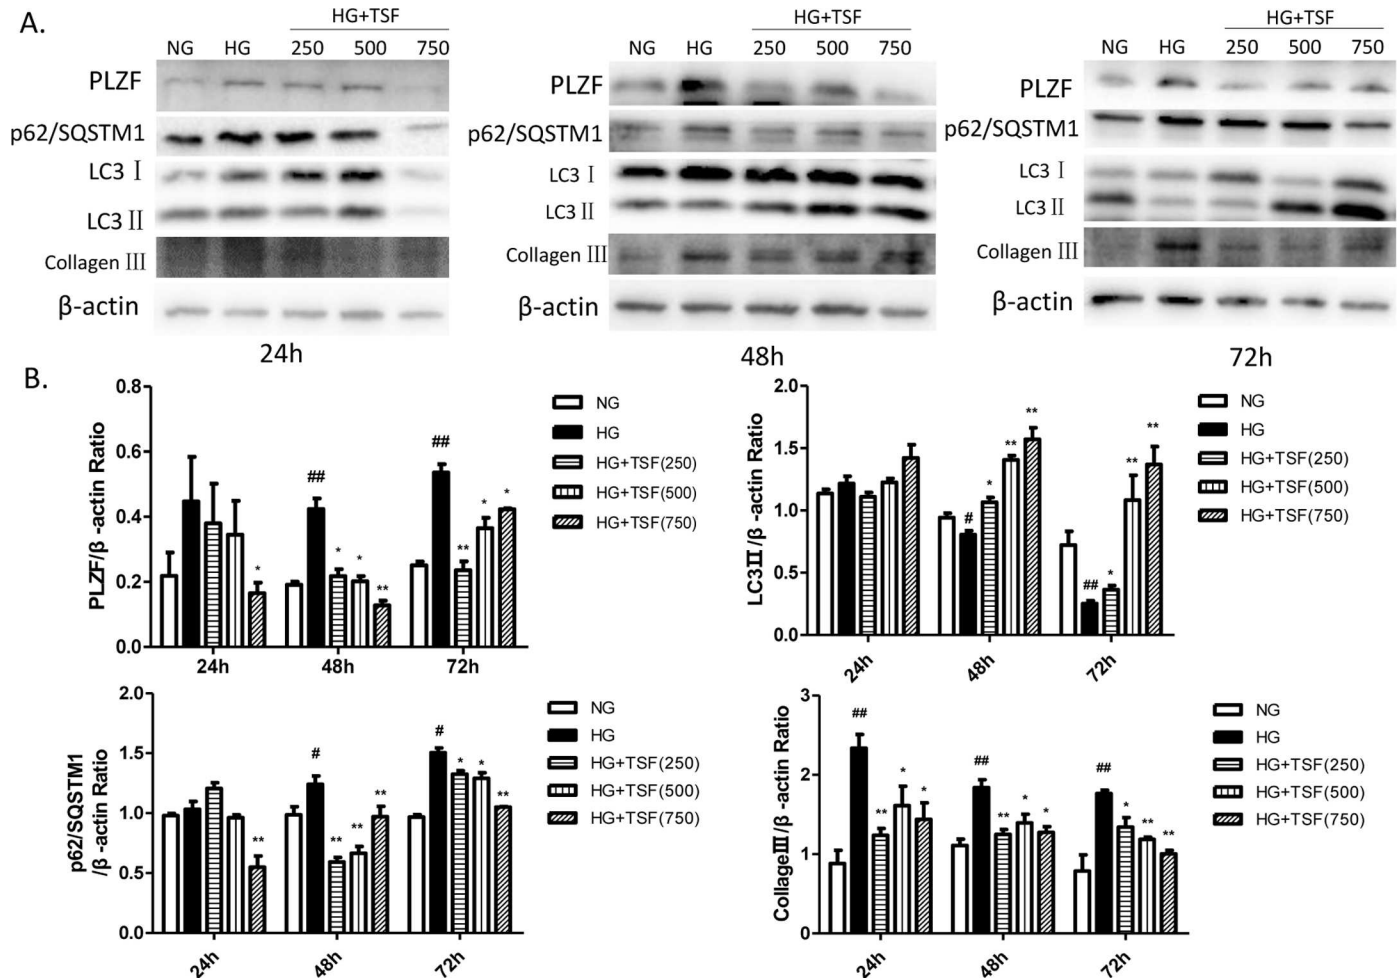 A.
HG+TSF
NG HG 250 500 750
PLZF
p62/SQSTM1
LC3 Ⅰ
LC3 Ⅱ
Collagen Ⅲ
β-actin
24h
HG+TSF
NG HG 250 500 750
PLZF
p62/SQSTM1
LC3 Ⅰ
LC3 Ⅱ
Collagen Ⅲ
β-actin
48h
HG+TSF
NG HG 250 500 750
PLZF
p62/SQSTM1
LC3 Ⅰ
LC3 Ⅱ
Collagen Ⅲ
β-actin
72h
B.
PLZF/β -actin Ratio
0.8
0.6
0.4
0.2
0.0
*
##
*
*
**
##
**
*
*
24h 48h 72h
NG
HG
HG+TSF(250)
HG+TSF(500)
HG+TSF(750)
LC3Ⅱ/β -actin Ratio
2.0
1.5
1.0
0.5
0.0
#
*
**
**
##
*
**
**
24h 48h 72h
NG
HG
HG+TSF(250)
HG+TSF(500)
HG+TSF(750)
p62/SQSTM1
/β -actin Ratio
2.0
1.5
1.0
0.5
0.0
**
#
**
**
**
#
*
*
**
24h 48h 72h
NG
HG
HG+TSF(250)
HG+TSF(500)
HG+TSF(750)
CollageⅢ/β -actin Ratio
3
2
1
0
##
**
*
*
##
**
*
*
##
*
**
**
24h 48h 72h
NG
HG
HG+TSF(250)
HG+TSF(500)
HG+TSF(750)